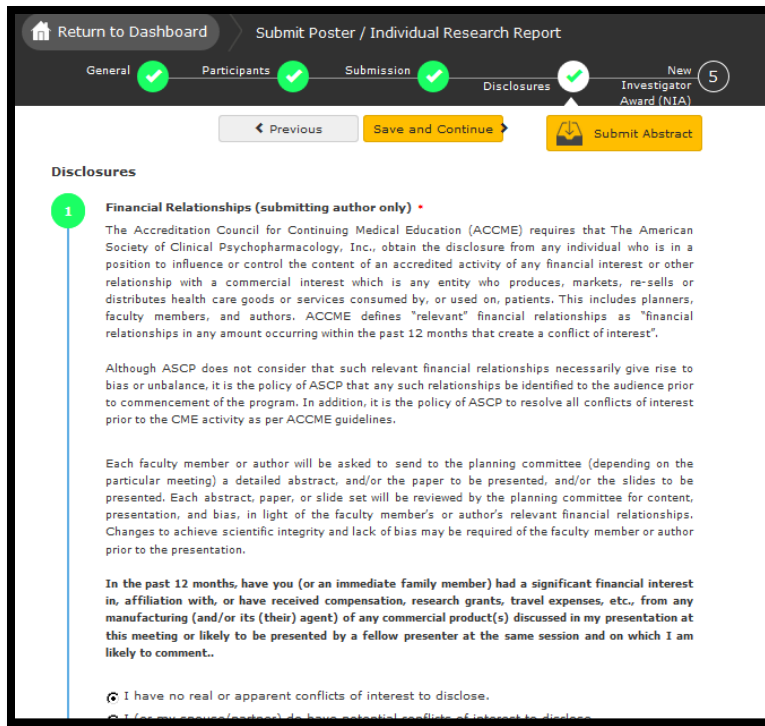 Return to Dashboard
Submit Poster / Individual Research Report
General
Participants
Submission
Disclosures
New
Investigator
Award (NIA)
5
Previous
Save and Continue
Submit Abstract
Disclosures
1
Financial Relationships (submitting author only) •
The Accreditation Council for Continuing Medical Education (ACCME) requires that The American
Society of Clinical Psychopharmacology, Inc., obtain the disclosure from any individual who is in a
position to influence or control the content of an accredited activity of any financial interest or other
relationship with a commercial interest which is any entity who produces, markets, re-sells or
distributes health care goods or services consumed by, or used on, patients. This includes planners,
faculty members, and authors. ACCME defines "relevant" financial relationships as "financial
relationships in any amount occurring within the past 12 months that create a conflict of interest".
Although ASCP does not consider that such relevant financial relationships necessarily give rise to
bias or unbalance, it is the policy of ASCP that any such relationships be identified to the audience prior
to commencement of the program. In addition, it is the policy of ASCP to resolve all conflicts of interest
prior to the CME activity as per ACCME guidelines.
Each faculty member or author will be asked to send to the planning committee (depending on the
particular meeting) a detailed abstract, and/or the paper to be presented, and/or the slides to be
presented. Each abstract, paper, or slide set will be reviewed by the planning committee for content,
presentation, and bias, in light of the faculty member's or author's relevant financial relationships.
Changes to achieve scientific integrity and lack of bias may be required of the faculty member or author
prior to the presentation.
In the past 12 months, have you (or an immediate family member) had a significant financial interest
in, affiliation with, or have received compensation, research grants, travel expenses, etc., from any
manufacturing (and/or its (their) agent) of any commercial product(s) discussed in my presentation at
this meeting or likely to be presented by a fellow presenter at the same session and on which I am
likely to comment..
I have no real or apparent conflicts of interest to disclose.
I (or my spouse/partner) do have potential conflicts of interest to disclose